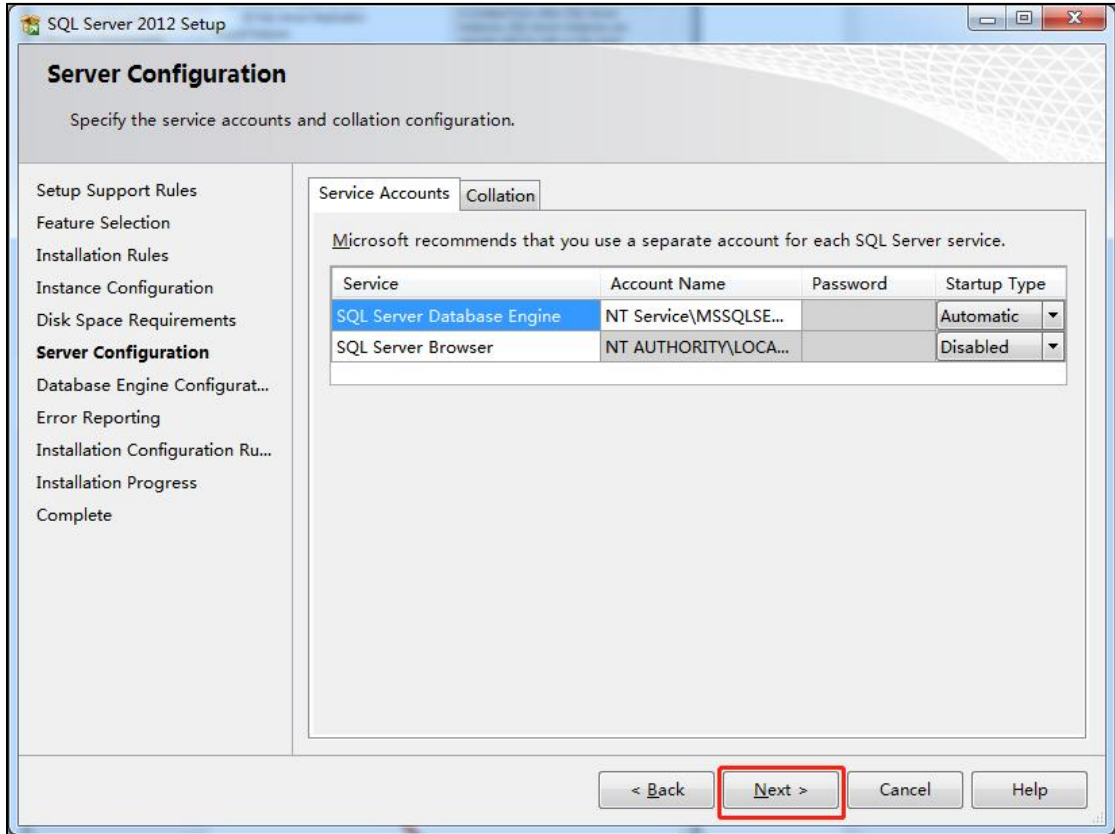 SQL Server 2012 Setup
Server Configuration
Specify the service accounts and collation configuration.
Setup Support Rules
Feature Selection
Installation Rules
Instance Configuration
Disk Space Requirements
Server Configuration
Database Engine Configurat...
Error Reporting
Installation Configuration Ru...
Installation Progress
Complete
Service Accounts Collation
Microsoft recommends that you use a separate account for each SQL Server service.
Service Account Name Password Startup Type
SQL Server Database Engine NT Service\MSSQLSE... Automatic
SQL Server Browser NT AUTHORITY\LOCA... Disabled
< Back Next > Cancel Help